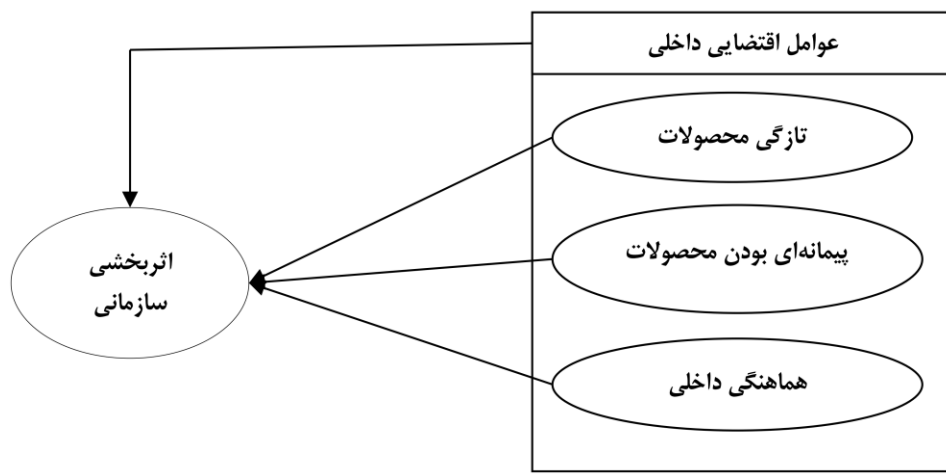 عوامل اقتضایی داخلی
تازگی محصولات
پیمانه‌ای بودن محصولات
هماهنگی داخلی
اثربخشی
سازمانی